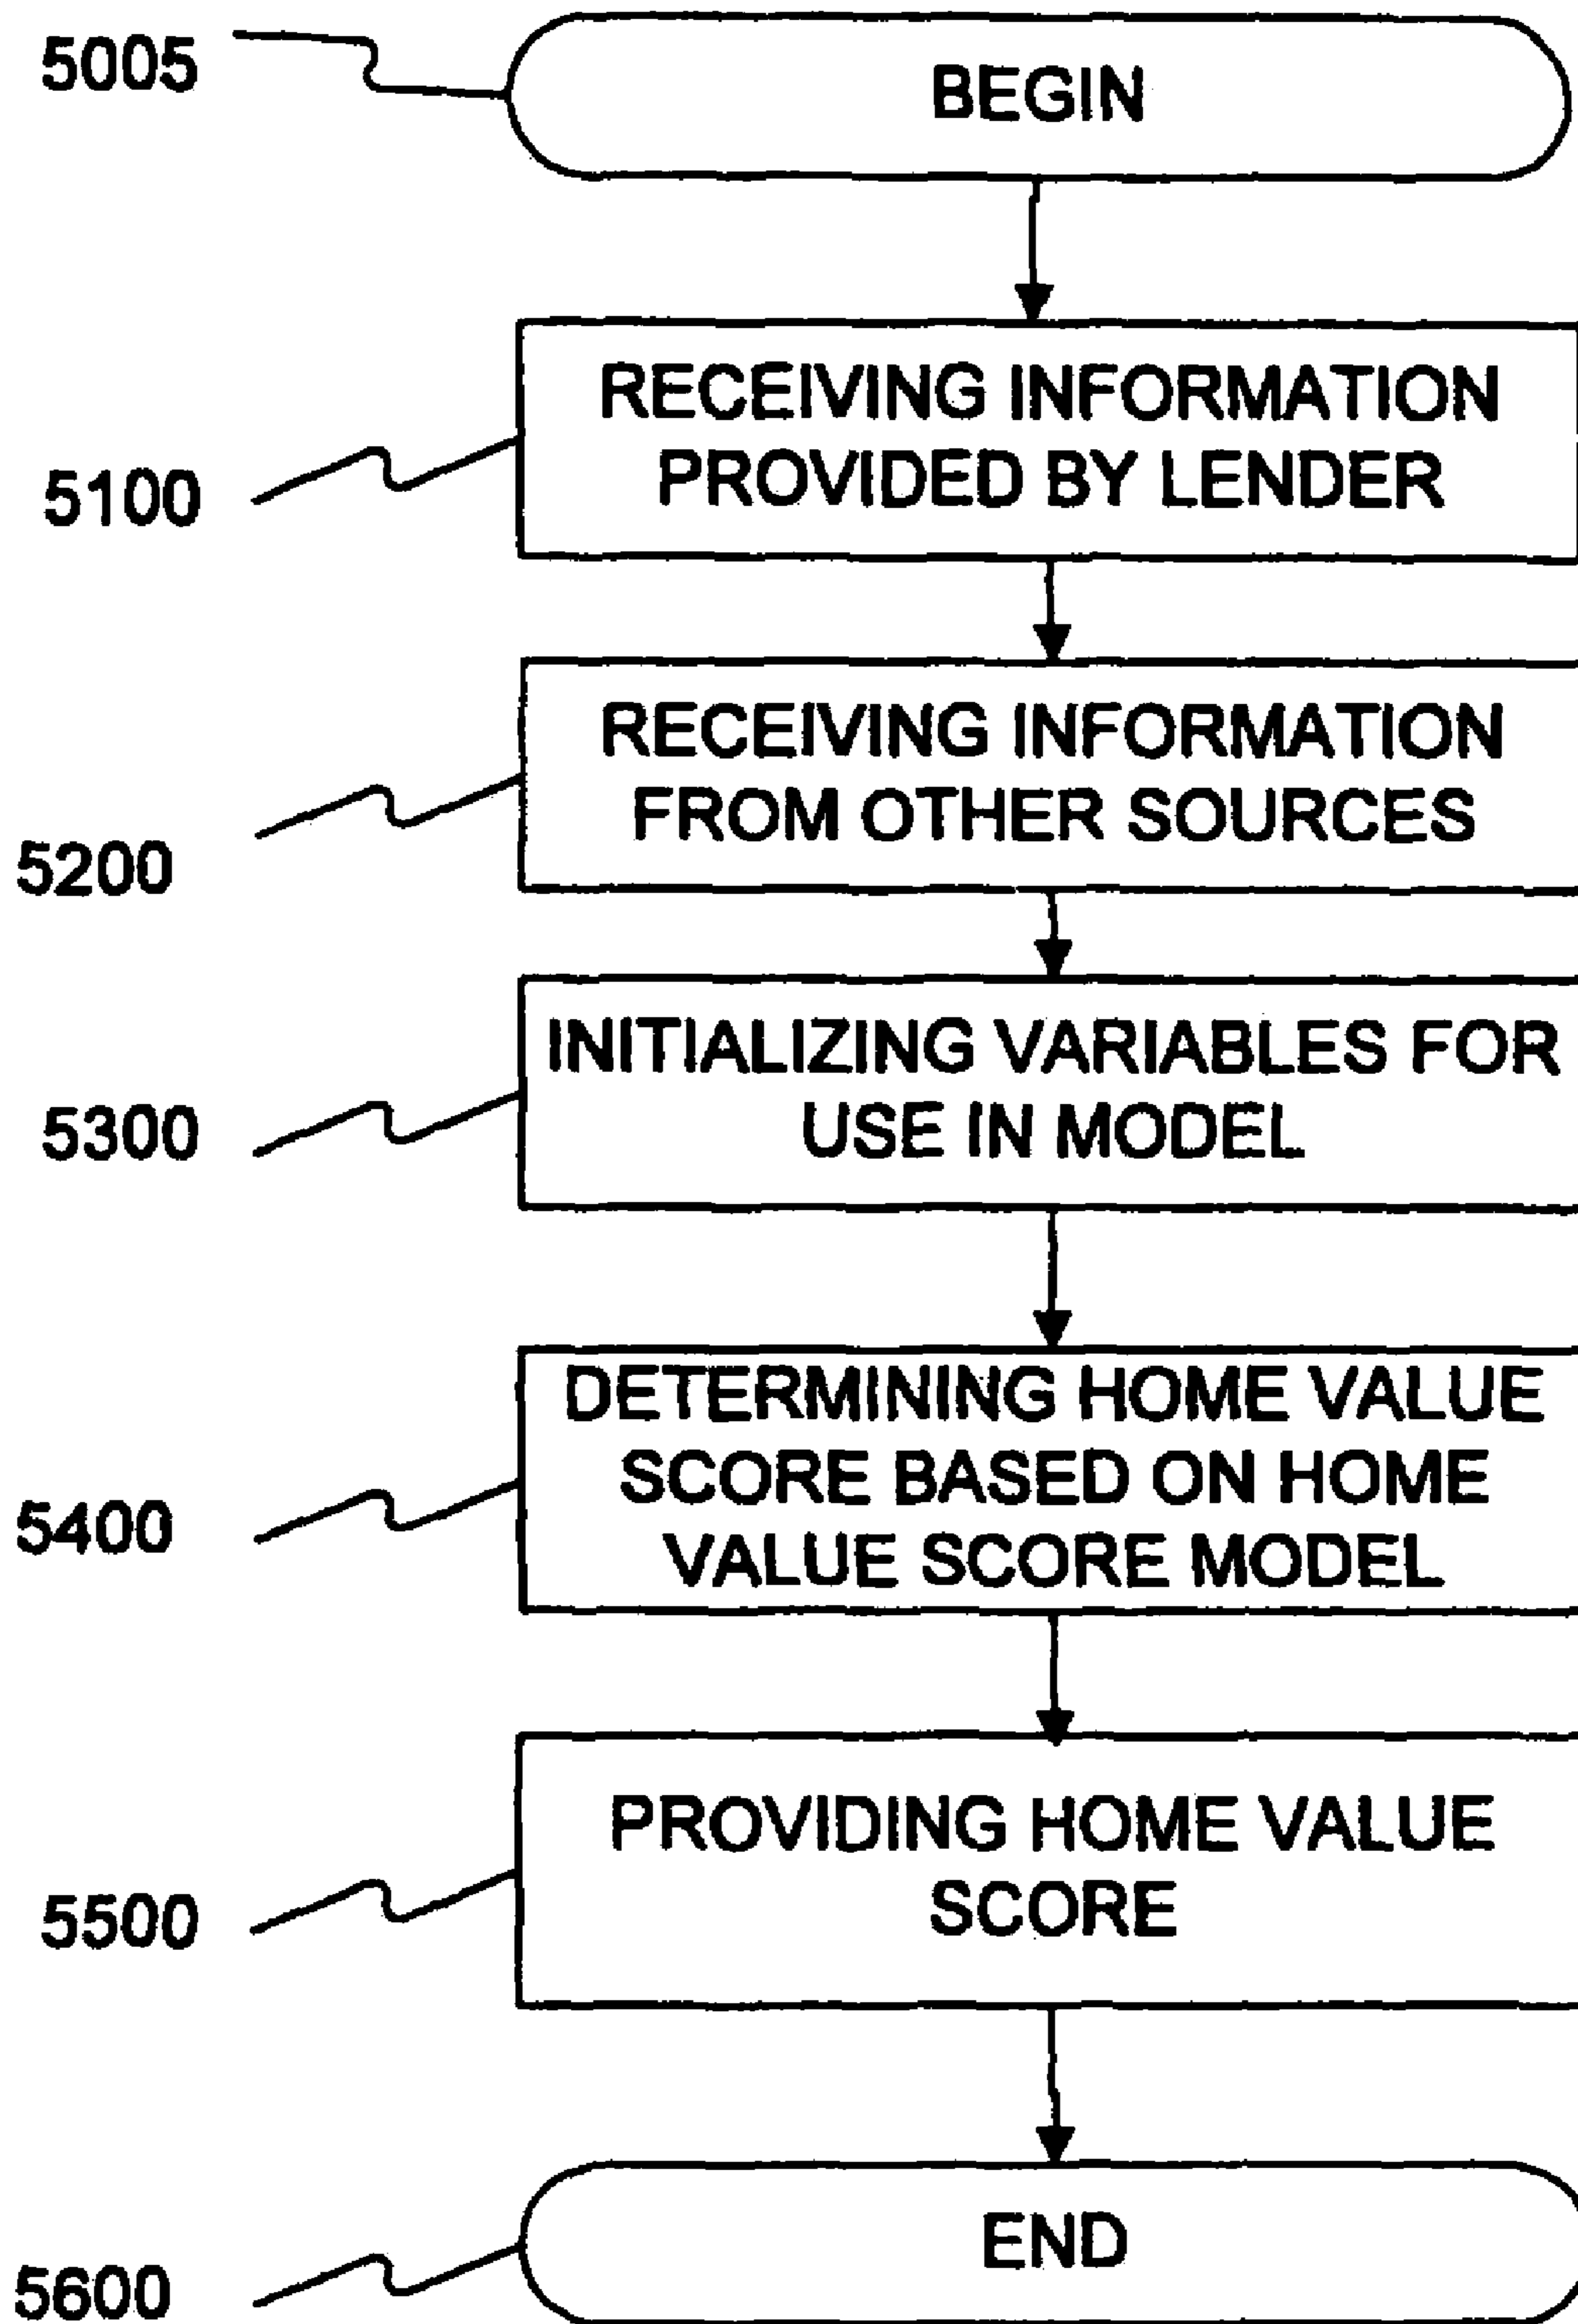 5005
BEGIN
5100
RECEIVING INFORMATION
PROVIDED BY LENDER
5200
RECEIVING INFORMATION
FROM OTHER SOURCES
5300
INITIALIZING VARIABLES FOR
USE IN MODEL
5400
DETERMINING HOME VALUE
SCORE BASED ON HOME
VALUE SCORE MODEL
5500
PROVIDING HOME VALUE
SCORE
5600
END